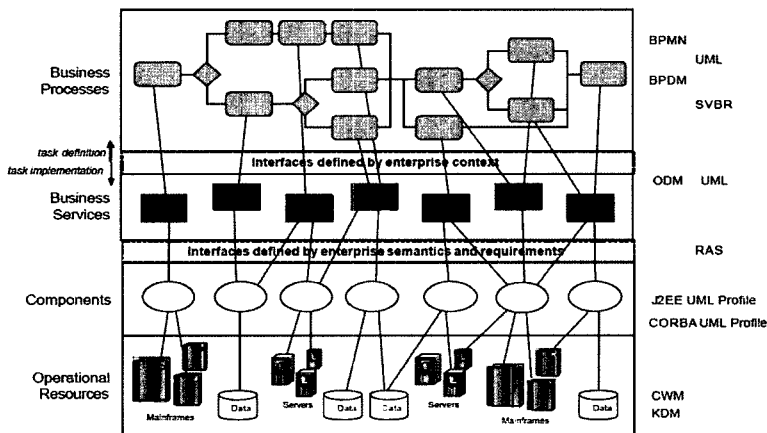 BPMN
UML
Business
Processes
BPDM
SVBR
task definition
Interfaces defined by enterprise context
task implementation
ODM UML
Business
Services
Interfaces defined by enterprise semantics and requirements
RAS
Components
J2EE UML Profile
CORBA UML Profile
Operational
Resources
Mainframes
Data
Servers
Data
Data
Servers
Mainframes
Data
CWM
KDM